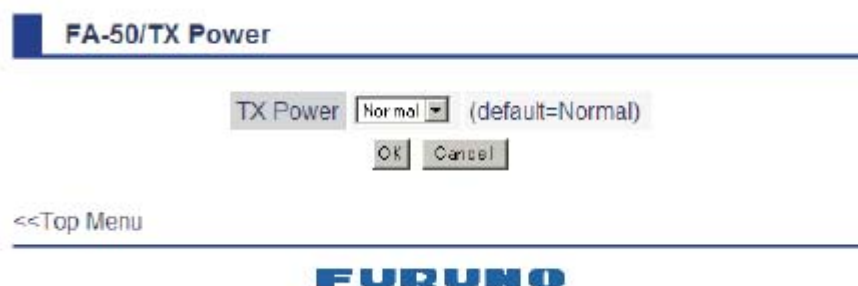 FA-50/TX Power
TX Power Normal (default=Normal)
OK Cancel
<<Top Menu
FURUNO